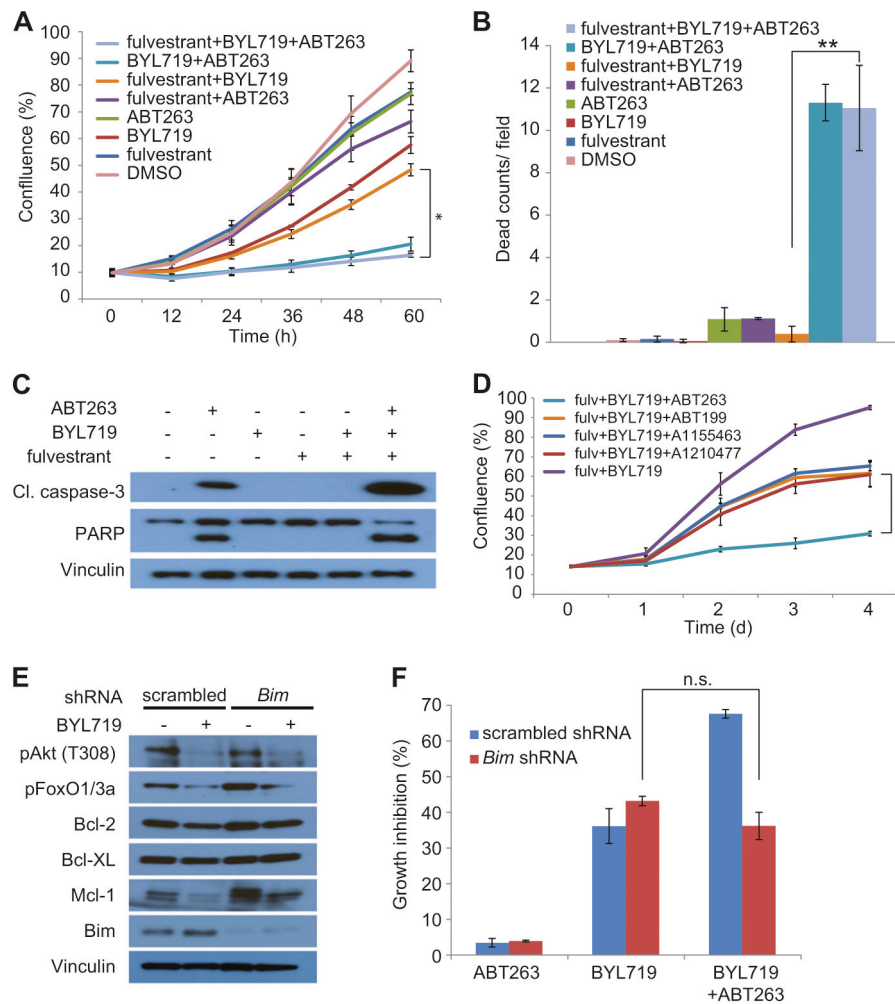 A
fulvestrant+BYL719+ABT263
BYL719+ABT263
fulvestrant+BYL719
fulvestrant+ABT263
ABT263
BYL719
fulvestrant
DMSO
Confluence (%)
100
90
80
70
60
50
40
30
20
10
0
*
0 12 24 36 48 60
Time (h)
B
fulvestrant+BYL719+ABT263
BYL719+ABT263
fulvestrant+BYL719
fulvestrant+ABT263
ABT263
BYL719
fulvestrant
DMSO
**
Dead counts/ field
14
12
10
8
6
4
2
0
C
ABT263 - + - - - +
BYL719 - - + - + +
fulvestrant - - - + + +
Cl. caspase-3
PARP
Vinculin
D
fulv+BYL719+ABT263
fulv+BYL719+ABT199
fulv+BYL719+A1155463
fulv+BYL719+A1210477
fulv+BYL719
Confluence (%)
100
90
80
70
60
50
40
30
20
10
0
0 1 2 3 4
Time (d)
E
shRNA scrambled Bim
BYL719 - + - +
pAkt (T308)
pFoxO1/3a
Bcl-2
Bcl-XL
Mcl-1
Bim
Vinculin
F
n.s.
scrambled shRNA
Bim shRNA
Growth inhibition (%)
70
60
50
40
30
20
10
0
ABT263 BYL719 BYL719
+ABT263